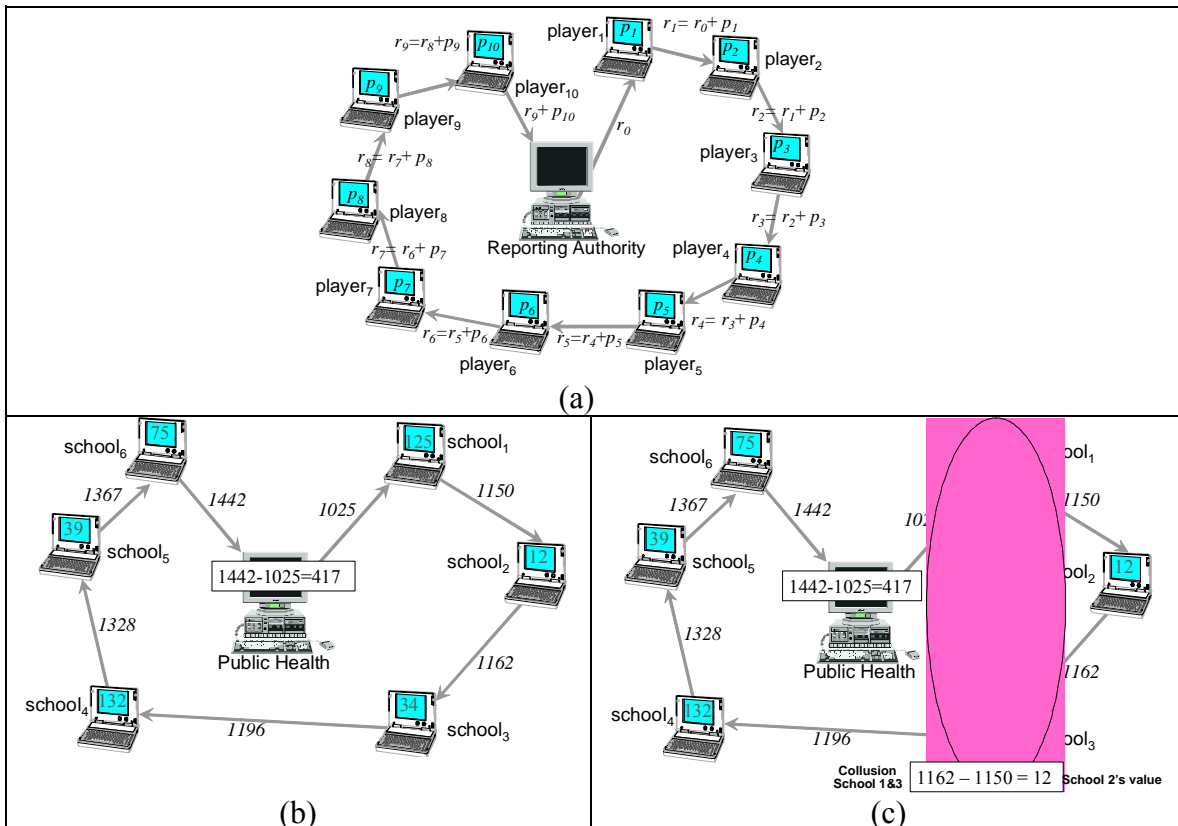 p₁
player₁
r₁=r₀+p₁
p₂
player₂
r₂=r₁+p₂
p₃
player₃
r₃=r₂+p₃
p₄
player₄
r₄=r₃+p₄
p₅
player₅
r₅=r₄+p₅
p₆
player₆
r₆=r₅+p₆
p₇
player₇
r₇=r₆+p₇
p₈
player₈
r₈=r₇+p₈
p₉
player₉
r₉=r₈+p₉
p₁₀
player₁₀
r₉+p₁₀
r₀
Reporting Authority
(a)
75
school₆
125
school₁
1367
1442
1025
1150
39
school₅
12
school₂
1442-1025=417
1328
1162
Public Health
132
school₄
34
school₃
1196
(b)
75
school₆
ool₁
1367
1442
102
1150
39
school₅
12
ool₂
1442-1025=417
1328
1162
Public Health
132
school₄
1196
ool₃
Collusion
School 1&3
1162 – 1150 = 12
School 2's value
(c)